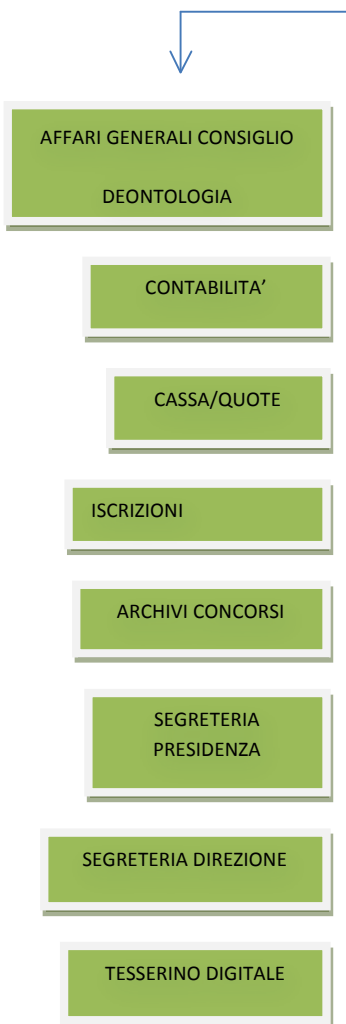 AFFARI GENERALI CONSIGLIO
DEONTOLOGIA
CONTABILITA’
CASSA/QUOTE
ISCRIZIONI
ARCHIVI CONCORSI
SEGRETERIA
PRESIDENZA
SEGRETERIA DIREZIONE
TESSERINO DIGITALE